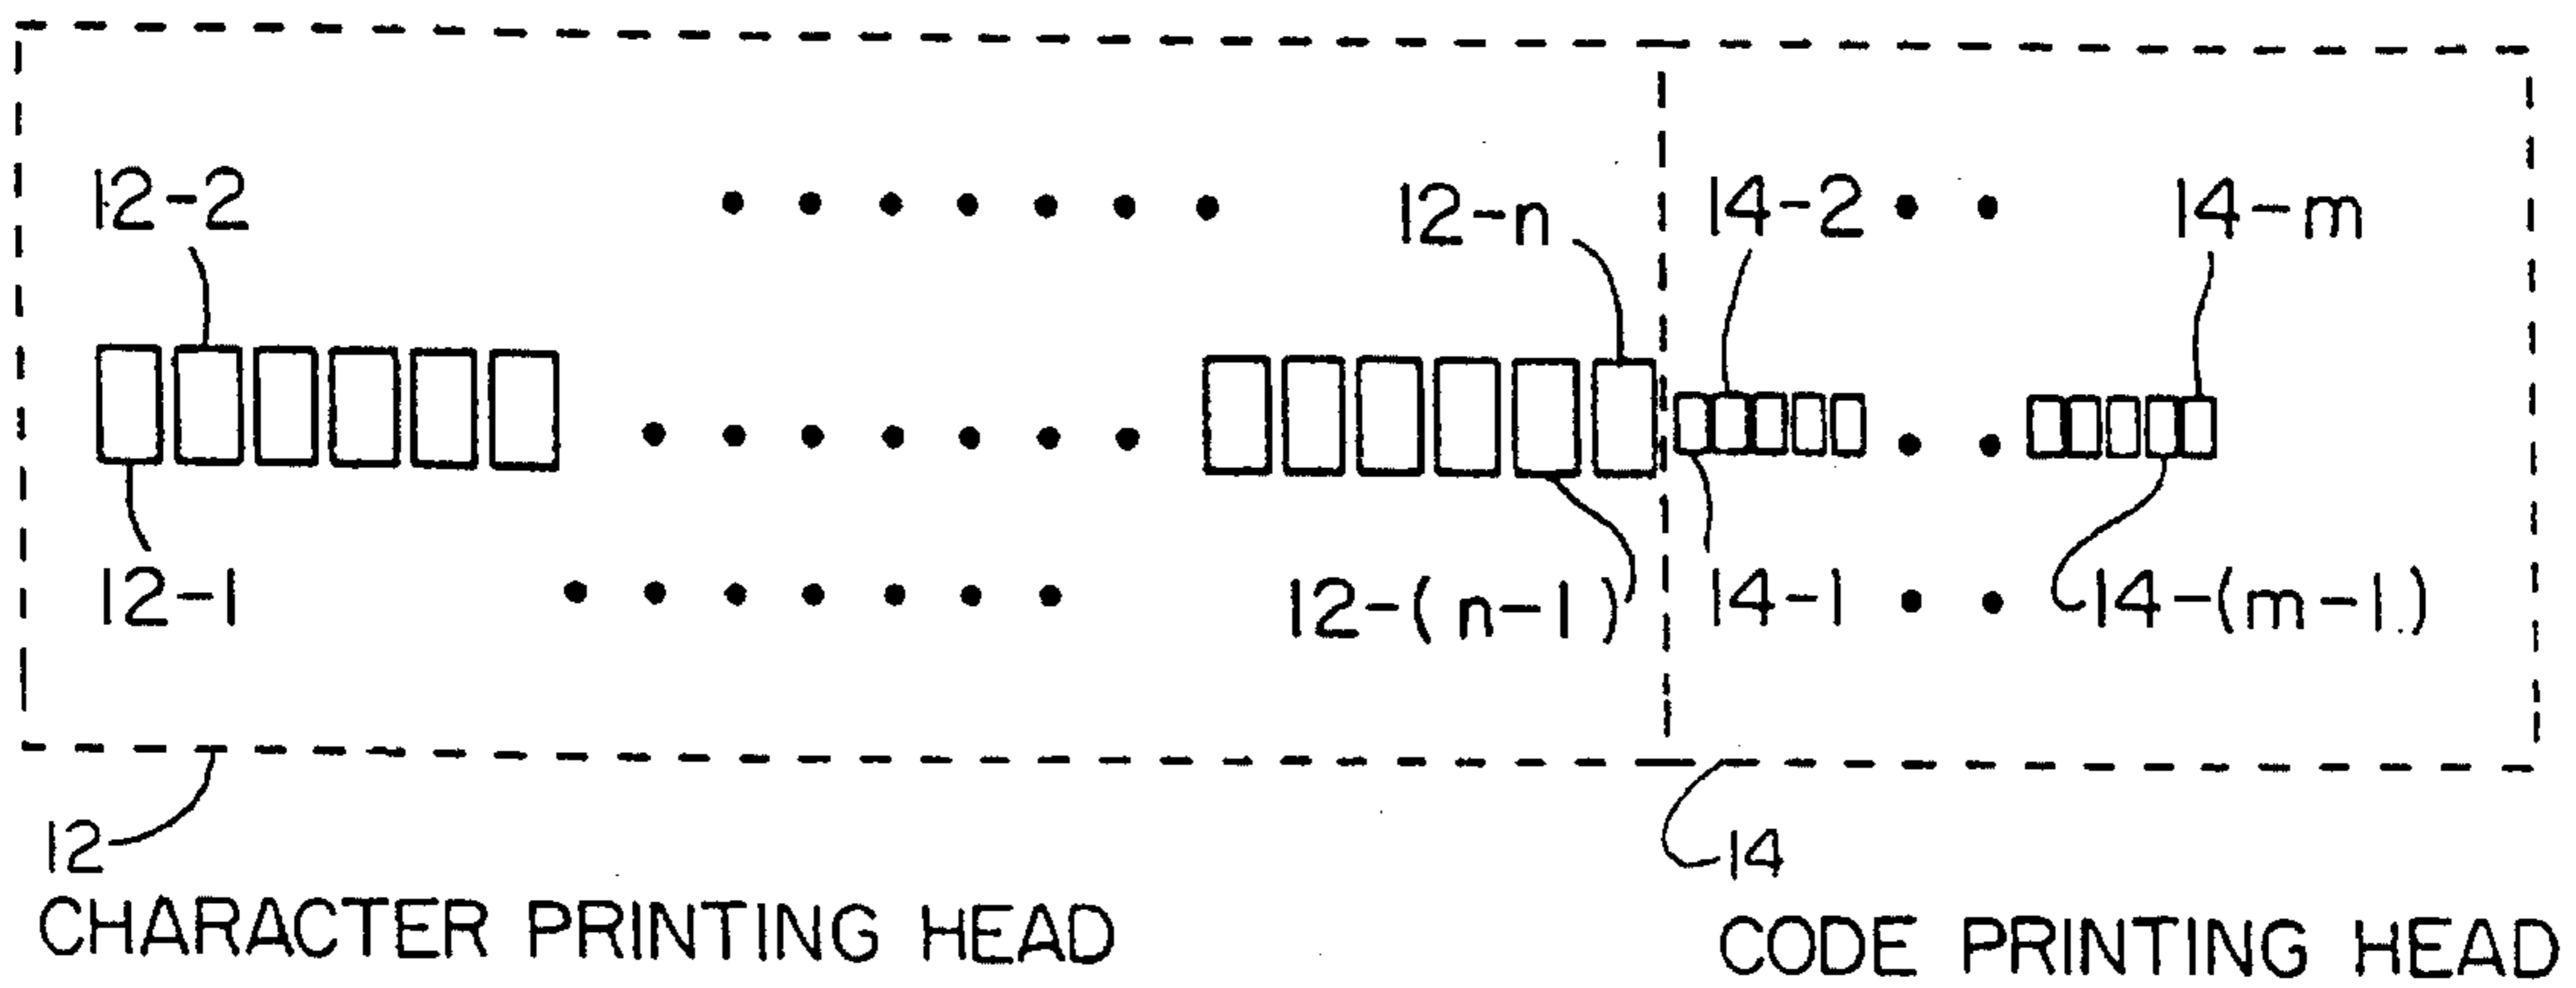 12-2 12-n 14-2 14-m
12-1 12-(n-1) 14-1 14-(m-1)
12 14
CHARACTER PRINTING HEAD CODE PRINTING HEAD